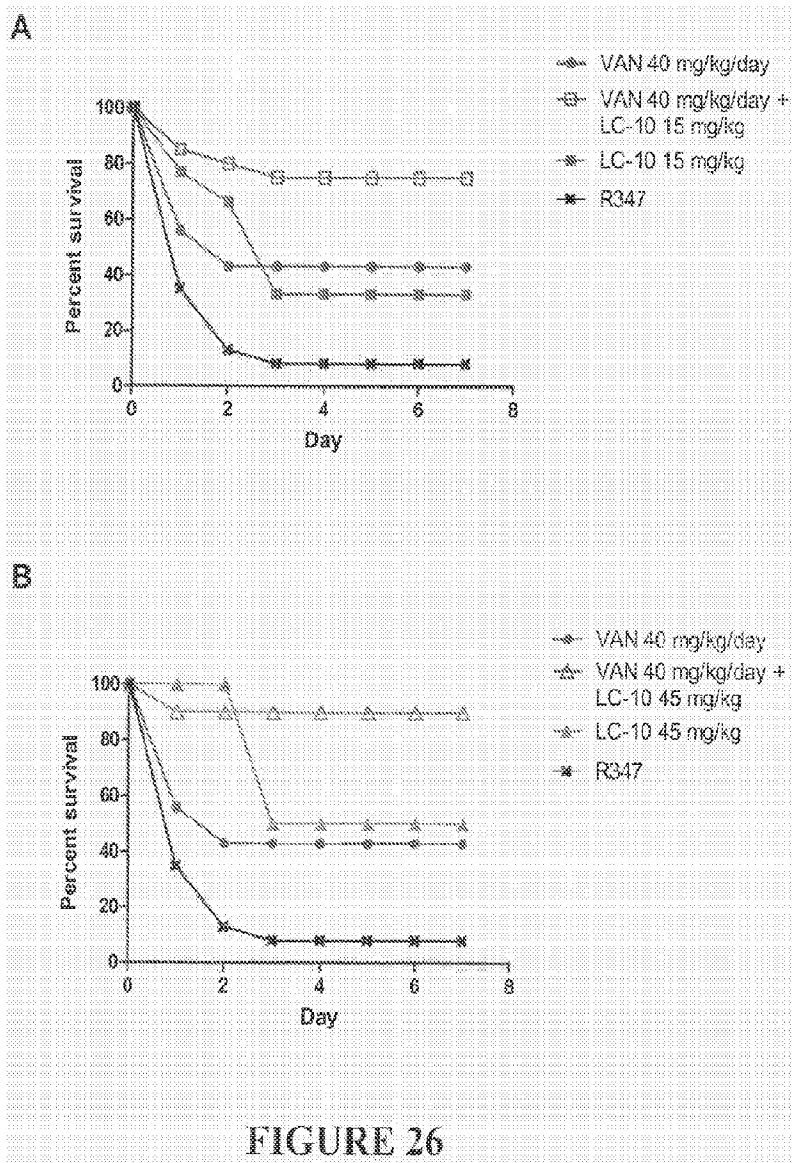 A
VAN 40 mg/kg/day
VAN 40 mg/kg/day +
LC-10 15 mg/kg
LC-10 15 mg/kg
R347
100
80
60
40
20
0
Percent survival
0 2 4 6 8
Day
B
VAN 40 mg/kg/day
VAN 40 mg/kg/day +
LC-10 45 mg/kg
LC-10 45 mg/kg
R347
100
80
60
40
20
0
Percent survival
0 2 4 6 8
Day
FIGURE 26